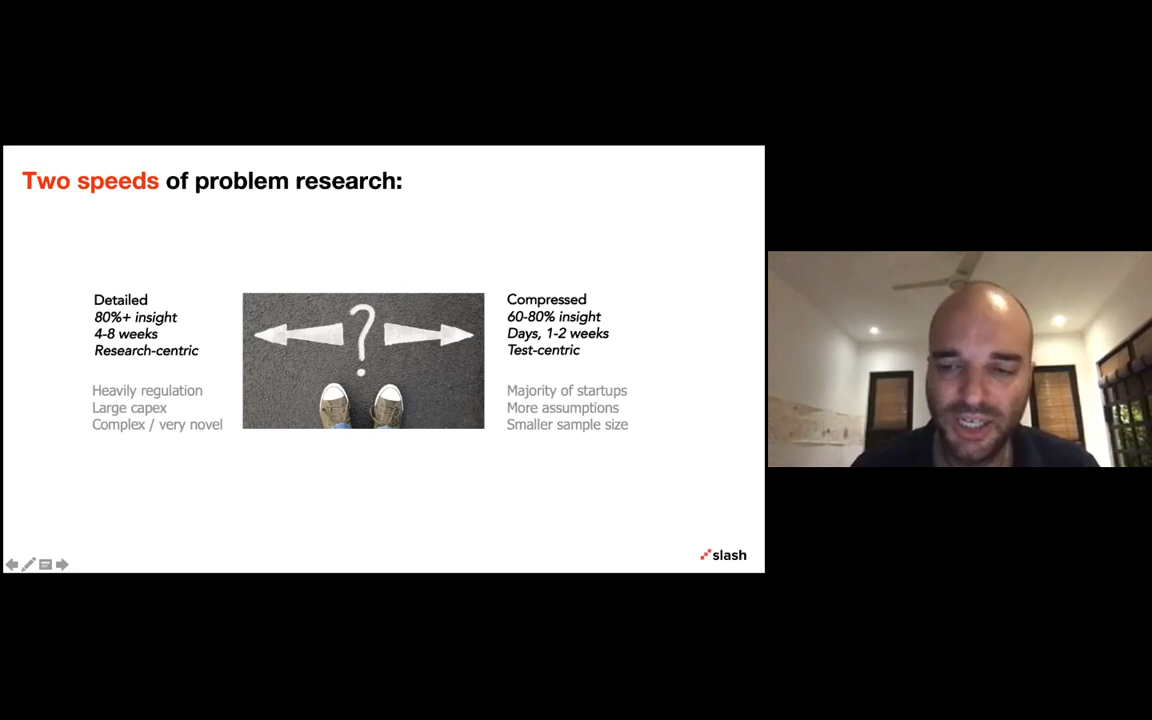 Two speeds of problem research:
Detailed
80%+ insight
4-8 weeks
Research-centric
Heavily regulation
Large capex
Complex / very novel
?
Compressed
60-80% insight
Days, 1-2 weeks
Test-centric
Majority of startups
More assumptions
Smaller sample size
slash